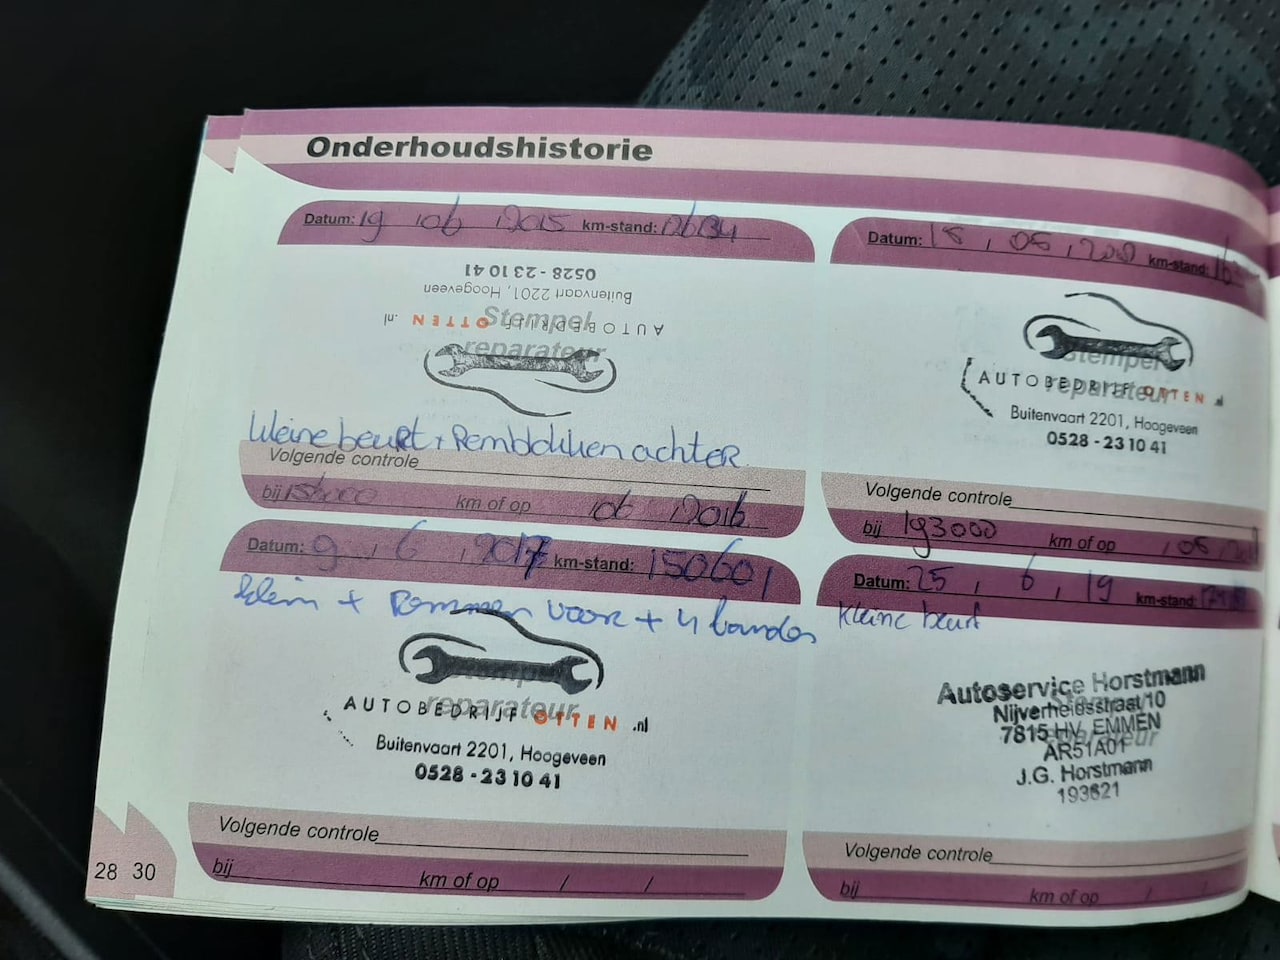 Onderhoudshistorie
Datum: 19 06 2015 km-stand:
0528 - 23 10 41
Buitenvaart 2201, Hoogeveen
AUTOBEDRIJF OTTEN .nl
Stempel
reparateur
kleine beurt + Remblokken achter
Volgende controle
bij km of op 06 2016
Datum: , 05 , km-stand:
Stempel
reparateur
AUTOBEDRIJF OTTEN .nl
Buitenvaart 2201, Hoogeveen
0528 - 23 10 41
Volgende controle
bij 193000 km of op , 05
Datum: 9 , 6 , 2017 km-stand: 150601
klein + Remmen voor + 4 banden
Stempel
reparateur
AUTOBEDRIJF OTTEN .nl
Buitenvaart 2201, Hoogeveen
0528 - 23 10 41
Volgende controle
bij km of op / /
Datum: 25 , 6 , 19 km-stand:
Kleine beurt
Autoservice Horstmann
Nijverheidsstraat 10
7815 HV EMMEN
AR51A01
J.G. Horstmann
193621
Volgende controle
bij km of op / /
28 30